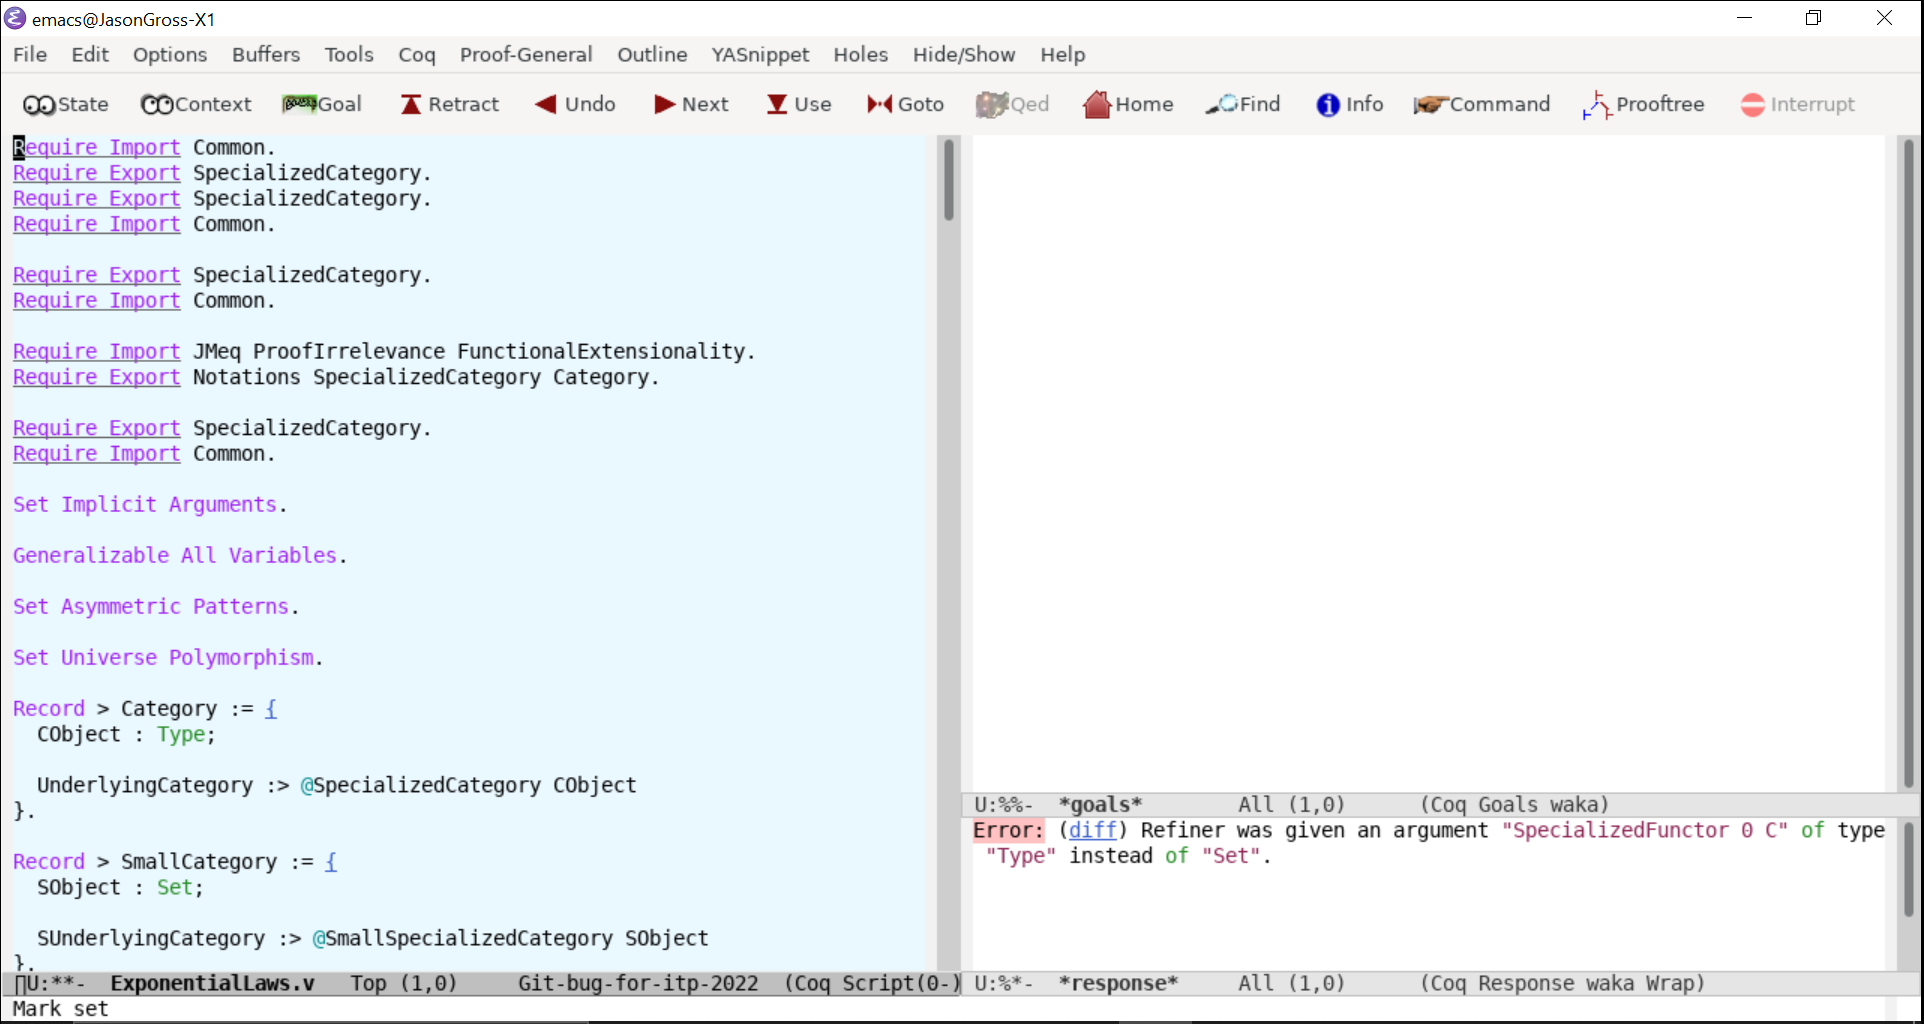 emacs@JasonGross-X1
File Edit Options Buffers Tools Coq Proof-General Outline YASnippet Holes Hide/Show Help
State Context Goal Retract Undo Next Use Goto Qed Home Find Info Command Prooftree Interrupt
Require Import Common.
Require Export SpecializedCategory.
Require Export SpecializedCategory.
Require Import Common.
Require Export SpecializedCategory.
Require Import Common.
Require Import JMeq ProofIrrelevance FunctionalExtensionality.
Require Export Notations SpecializedCategory Category.
Require Export SpecializedCategory.
Require Import Common.
Set Implicit Arguments.
Generalizable All Variables.
Set Asymmetric Patterns.
Set Universe Polymorphism.
Record > Category := {
CObject : Type;
UnderlyingCategory :> @SpecializedCategory CObject
}.
Record > SmallCategory := {
SObject : Set;
SUnderlyingCategory :> @SmallSpecializedCategory SObject
}.
U:**- ExponentialLaws.v Top (1,0) Git-bug-for-itp-2022 (Coq Script(0-)
Mark set
U:%%- *goals* All (1,0) (Coq Goals waka)
Error: (diff) Refiner was given an argument "SpecializedFunctor 0 C" of type
"Type" instead of "Set".
U:%*- *response* All (1,0) (Coq Response waka Wrap)